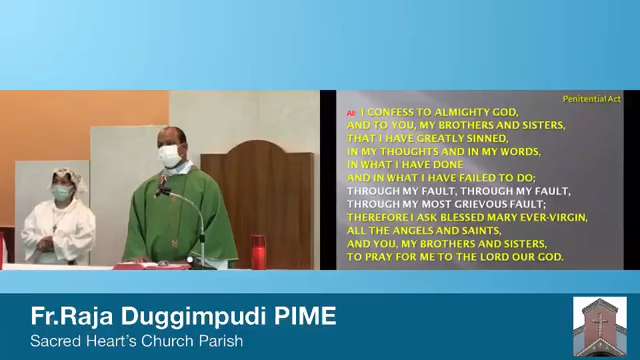 Penitential Act
All: I CONFESS TO ALMIGHTY GOD,
AND TO YOU, MY BROTHERS AND SISTERS,
THAT I HAVE GREATLY SINNED,
IN MY THOUGHTS AND IN MY WORDS,
IN WHAT I HAVE DONE
AND IN WHAT I HAVE FAILED TO DO;
THROUGH MY FAULT, THROUGH MY FAULT,
THROUGH MY MOST GRIEVOUS FAULT;
THEREFORE I ASK BLESSED MARY EVER-VIRGIN,
ALL THE ANGELS AND SAINTS,
AND YOU, MY BROTHERS AND SISTERS,
TO PRAY FOR ME TO THE LORD OUR GOD.
Fr.Raja Duggimpudi PIME
Sacred Heart's Church Parish